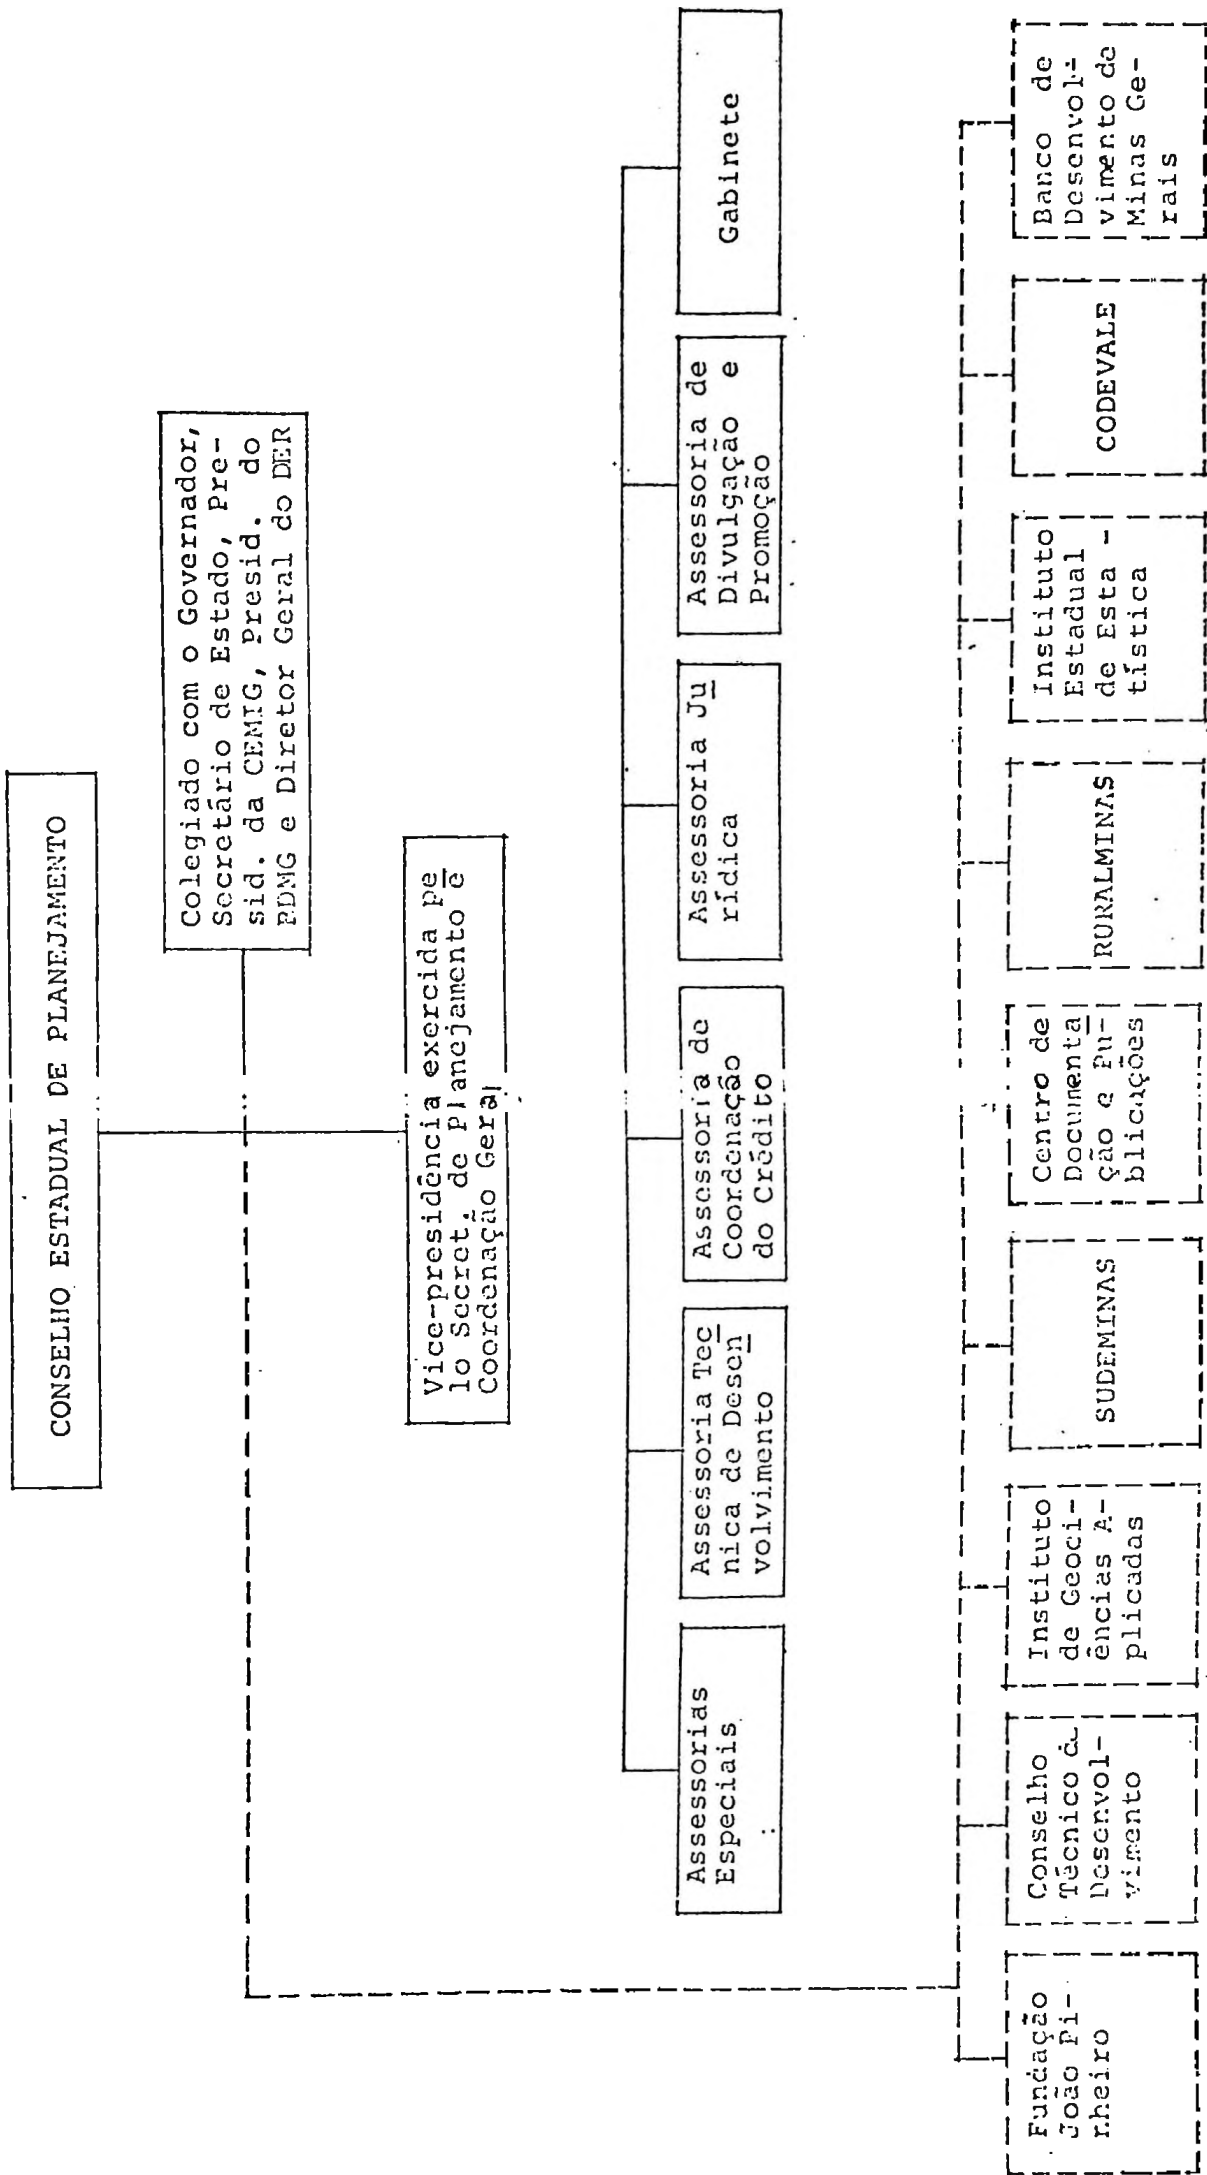 CONSELHO ESTADUAL DE PLANEJAMENTO
Colegiado com o Governador,
Secretário de Estado, Pre-
sid. da CEMIG, Presid. do
BDMG e Diretor Geral do DER
Vice-presidência exercida pe
lo Secret. de Planejamento e
Coordenação Geral
Assessorias
Especiais
Assessoria Téc
nica de Desen
volvimento
Assessoria de
Coordenação
do Crédito
Assessoria Ju
rídica
Assessoria de
Divulgação e
Promoção
Gabinete
Fundação
João Pi-
nheiro
Conselho
Técnico de
Desenvol-
vimento
Instituto
de Geoci-
ências A-
plicadas
SUDEMINAS
Centro de
Documenta
ção e Pu-
blicações
RURALMINAS
Instituto
Estadual
de Esta -
tística
CODEVALE
Banco de
Desenvol-
vimento de
Minas Ge-
rais